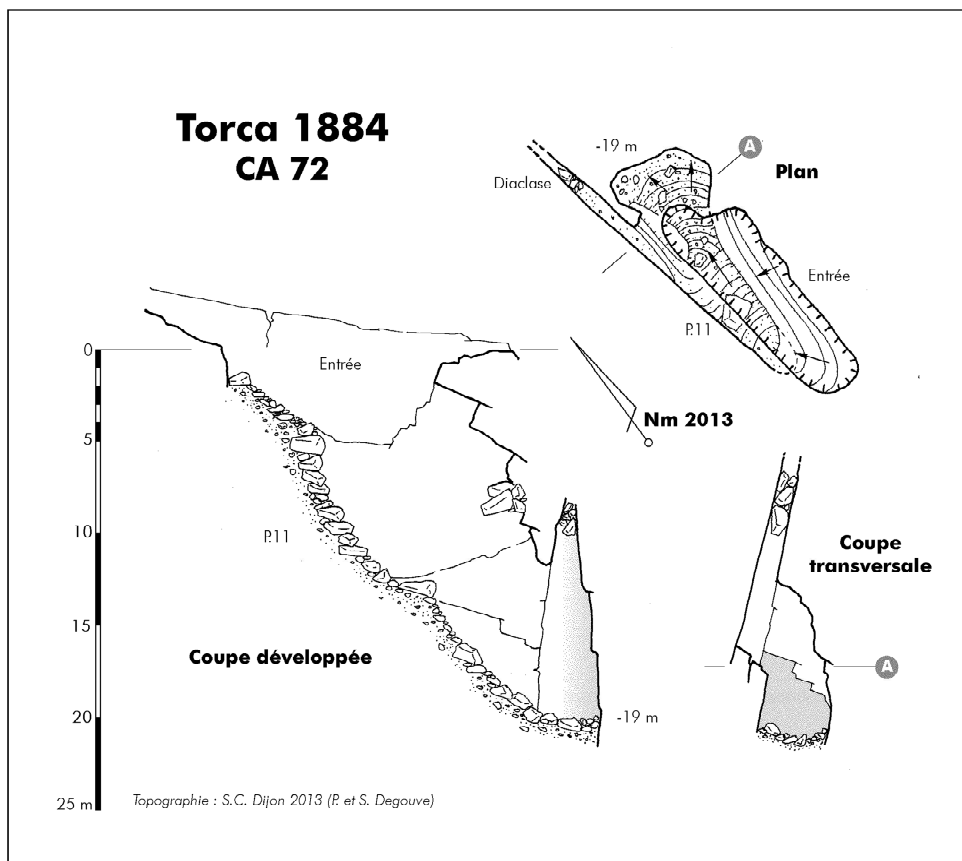 Torca 1884
CA 72
-19 m
A
Plan
Diaclase
Entrée
P.11
0
Entrée
Nm 2013
5
10
P.11
Coupe
transversale
15
Coupe développée
A
20
-19 m
25 m
Topographie : S.C. Dijon 2013 (P. et S. Degouve)